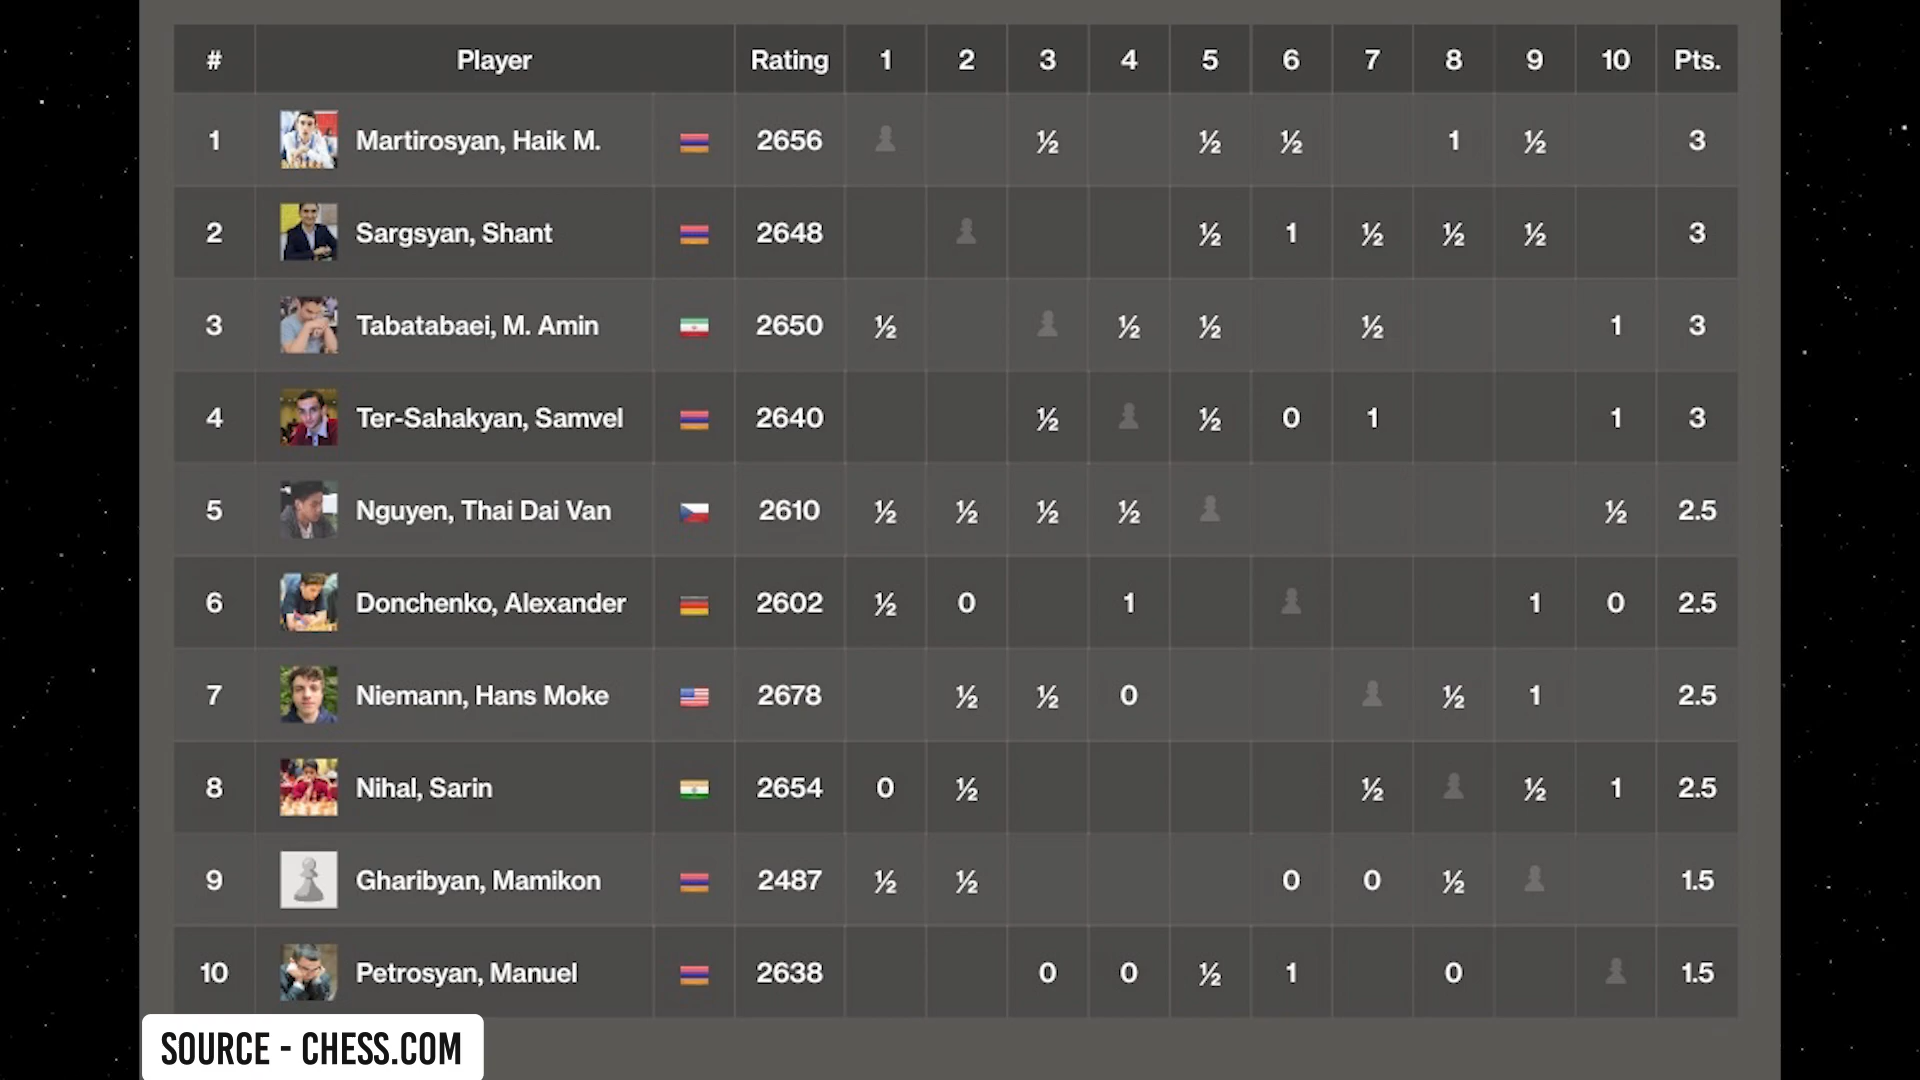 # Player Rating 1 2 3 4 5 6 7 8 9 10 Pts.
1 Martirosyan, Haik M. 2656 ½ ½ ½ 1 ½ 3
2 Sargsyan, Shant 2648 ½ 1 ½ ½ ½ 3
3 Tabatabaei, M. Amin 2650 ½ ½ ½ ½ 1 3
4 Ter-Sahakyan, Samvel 2640 ½ ½ 0 1 1 3
5 Nguyen, Thai Dai Van 2610 ½ ½ ½ ½ ½ 2.5
6 Donchenko, Alexander 2602 ½ 0 1 1 0 2.5
7 Niemann, Hans Moke 2678 ½ ½ 0 ½ 1 2.5
8 Nihal, Sarin 2654 0 ½ ½ ½ 1 2.5
9 Gharibyan, Mamikon 2487 ½ ½ 0 0 ½ 1.5
10 Petrosyan, Manuel 2638 0 0 ½ 1 0 1.5
SOURCE - CHESS.COM